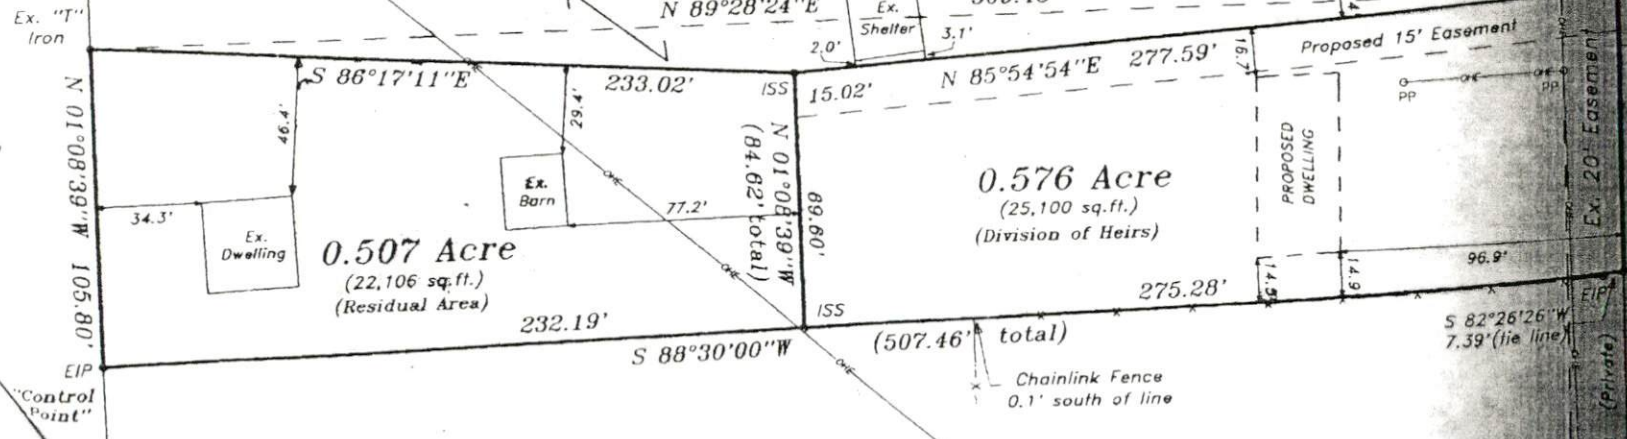 Ex. "T"
Iron
N 89°28'24"E
Ex.
Shelter
2.0'
3.1'
S 86°17'11"E
233.02'
ISS
15.02'
N 85°54'54"E 277.59'
16.7'
Proposed 15' Easement
PP
PP
N 01°08'39"W 105.80'
46.4'
29.4'
34.3'
Ex.
Dwelling
Ex.
Barn
77.2'
0.507 Acre
(22,106 sq.ft.)
(Residual Area)
N 01°08'39"W
(84.62' total)
69.60'
0.576 Acre
(25,100 sq.ft.)
(Division of Heirs)
PROPOSED
DWELLING
Ex. 20' Easement
(Private)
96.9'
14.5'
14.9'
275.28'
232.19'
S 88°30'00"W
ISS
(507.46' total)
EIP
S 82°26'26"W
7.39'(tie line)
EIP
"Control
Point"
Chainlink Fence
0.1' south of line